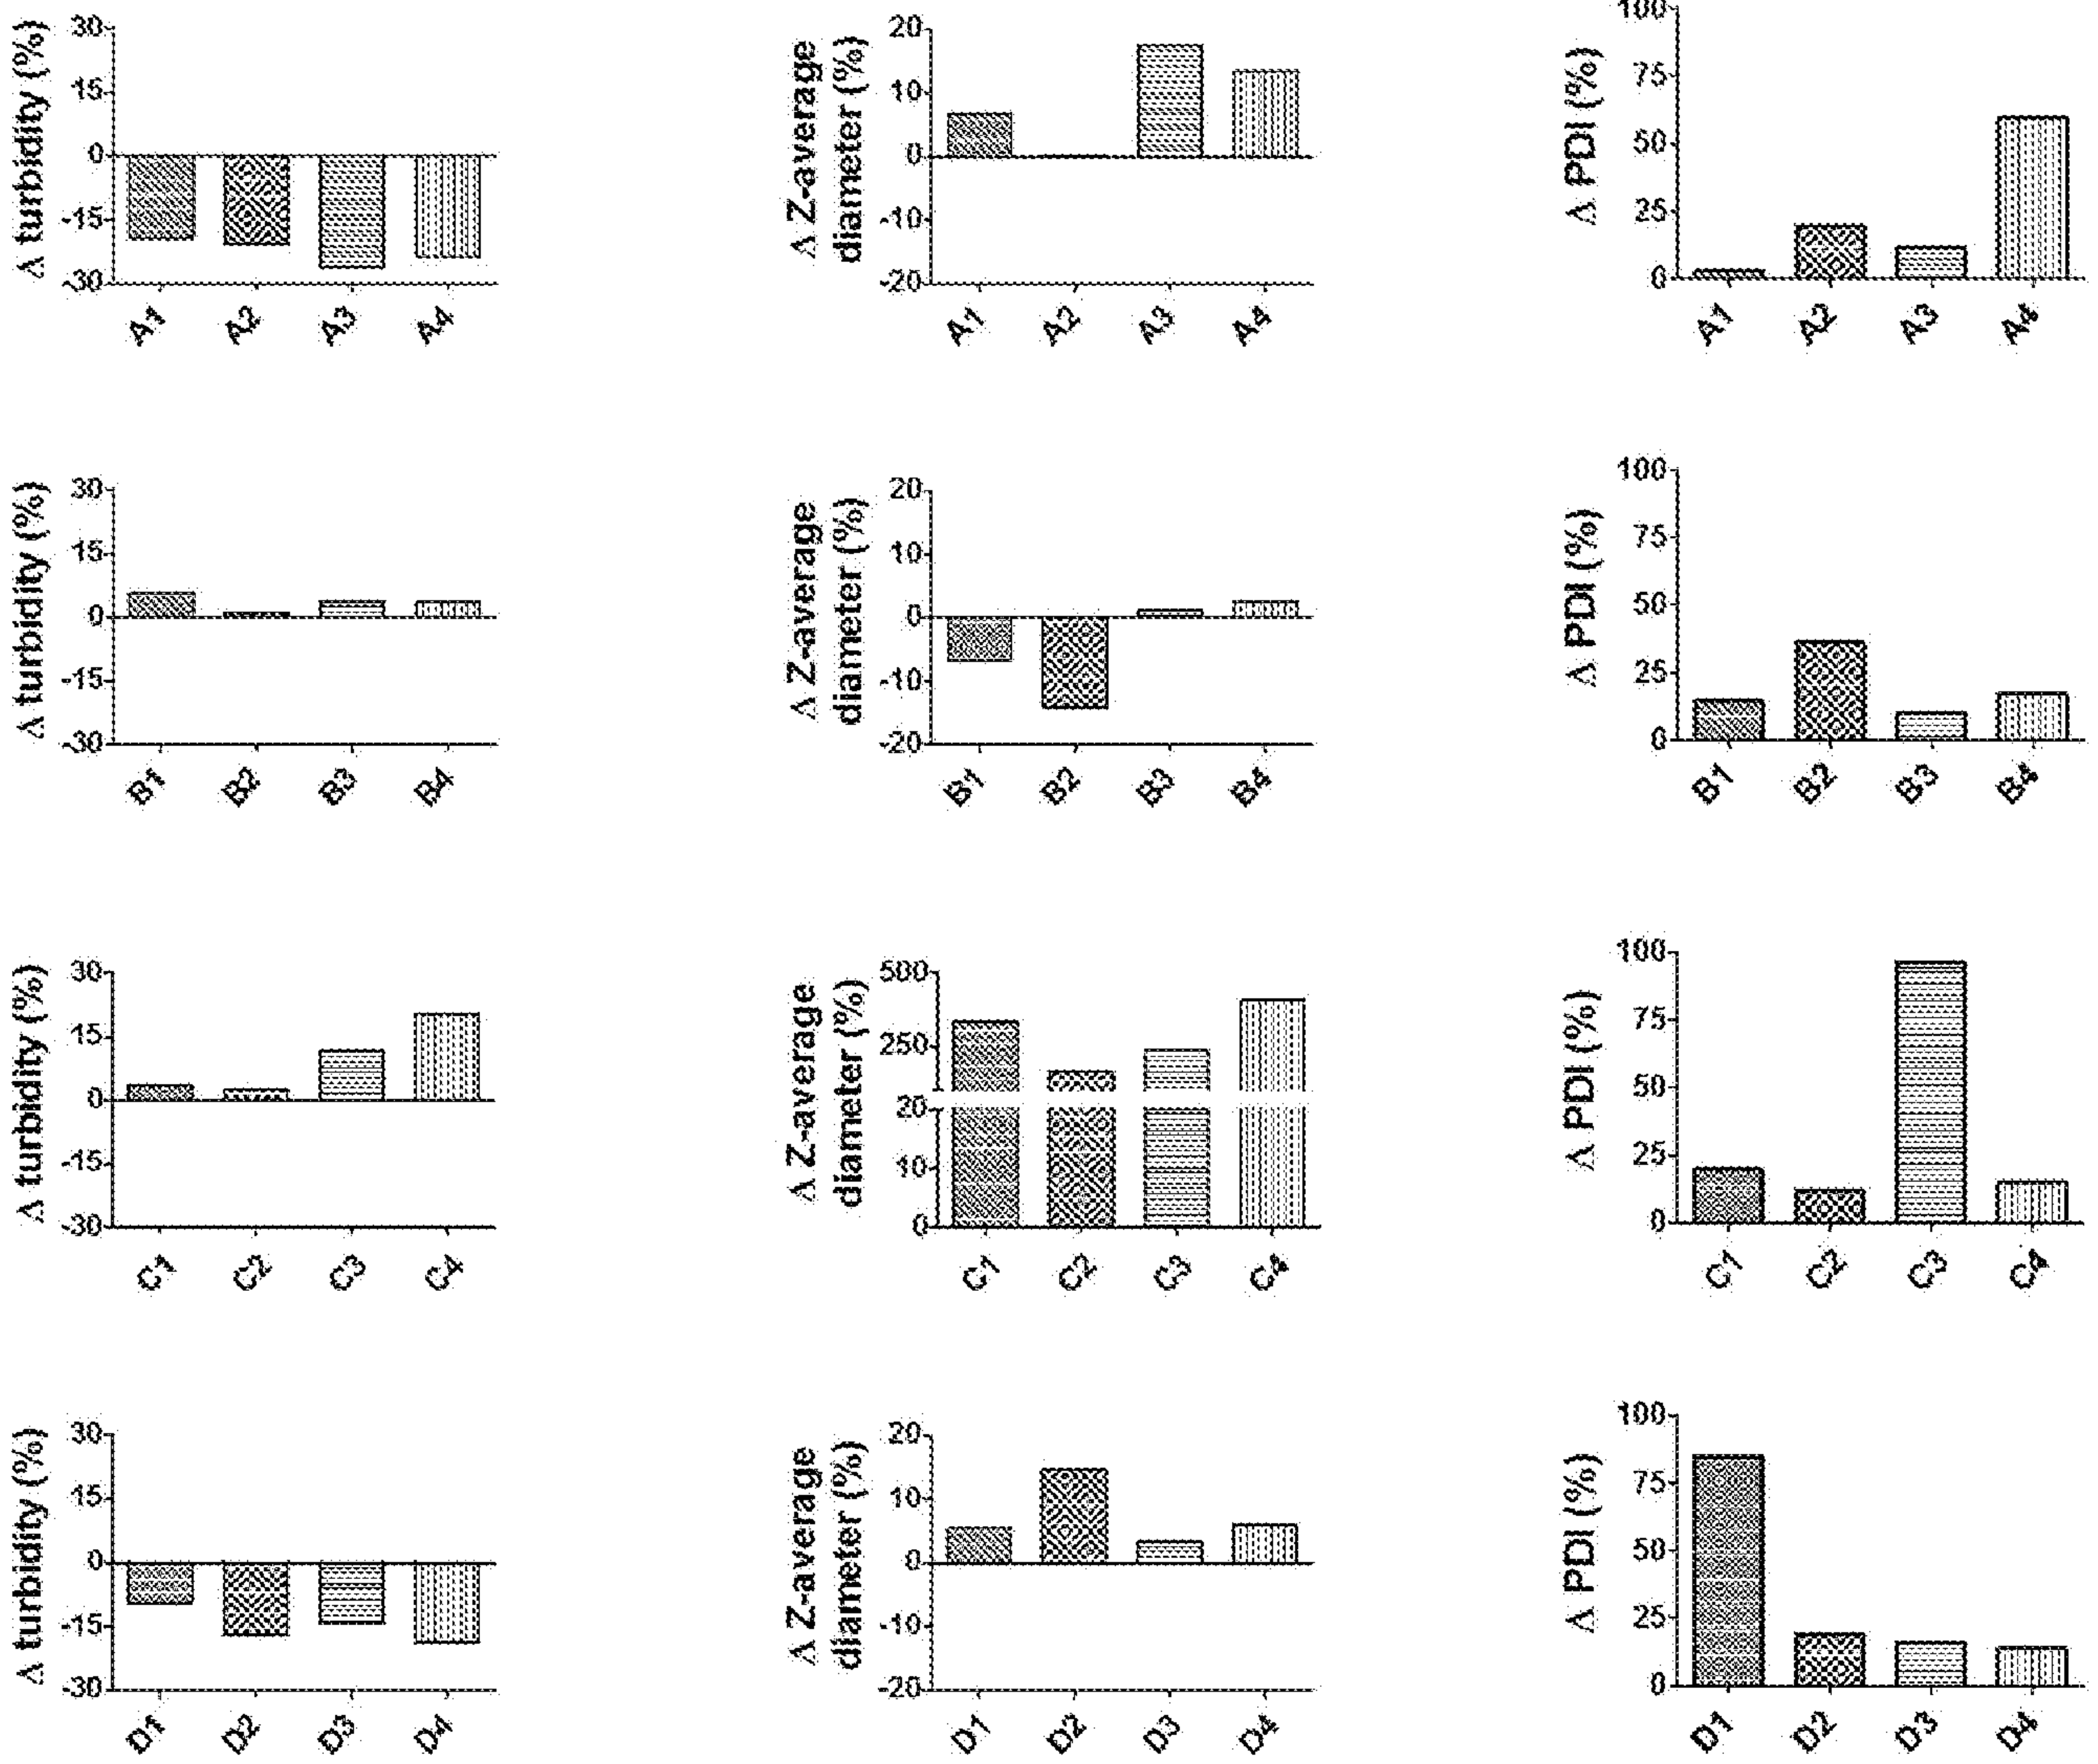 Δ turbidity (%)
30
15
0
-15
-30
A1 A2 A3 A4
Δ Z-average
diameter (%)
20
10
0
-10
-20
A1 A2 A3 A4
Δ PDI (%)
100
75
50
25
0
A1 A2 A3 A4
Δ turbidity (%)
30
15
0
-15
-30
B1 B2 B3 B4
Δ Z-average
diameter (%)
20
10
0
-10
-20
B1 B2 B3 B4
Δ PDI (%)
100
75
50
25
0
B1 B2 B3 B4
Δ turbidity (%)
30
15
0
-15
-30
C1 C2 C3 C4
Δ Z-average
diameter (%)
500
250
20
10
0
C1 C2 C3 C4
Δ PDI (%)
100
75
50
25
0
C1 C2 C3 C4
Δ turbidity (%)
30
15
0
-15
-30
D1 D2 D3 D4
Δ Z-average
diameter (%)
20
10
0
-10
-20
D1 D2 D3 D4
Δ PDI (%)
100
75
50
25
0
D1 D2 D3 D4